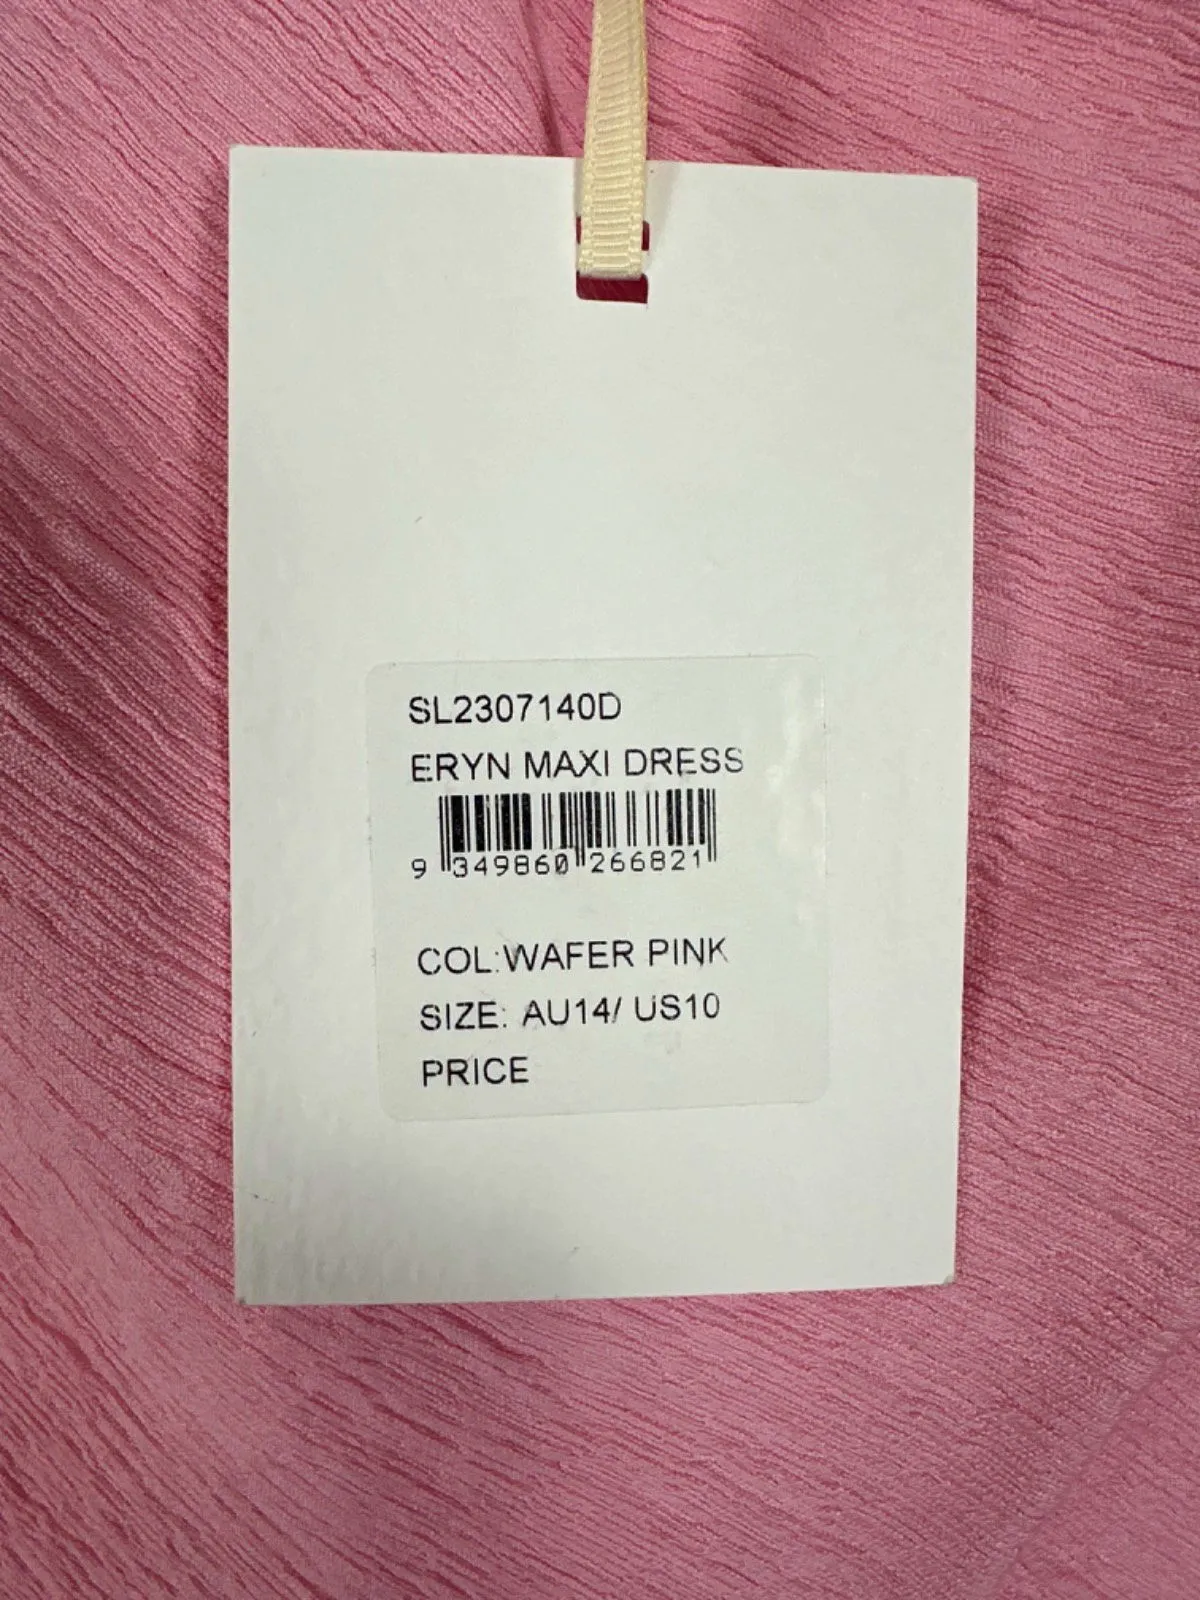 SL2307140D
ERYN MAXI DRESS
9 349860 266821
COL:WAFER PINK
SIZE: AU14/ US10
PRICE